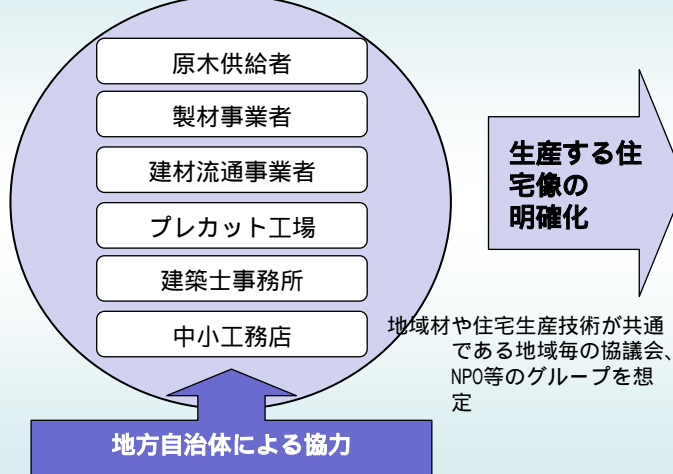 原木供給者
製材事業者
建材流通事業者
プレカット工場
建築士事務所
中小工務店
地方自治体による協力
生産する住
宅像の
明確化
地域材や住宅生産技術が共通
である地域毎の協議会、
NPO等のグループを想
定